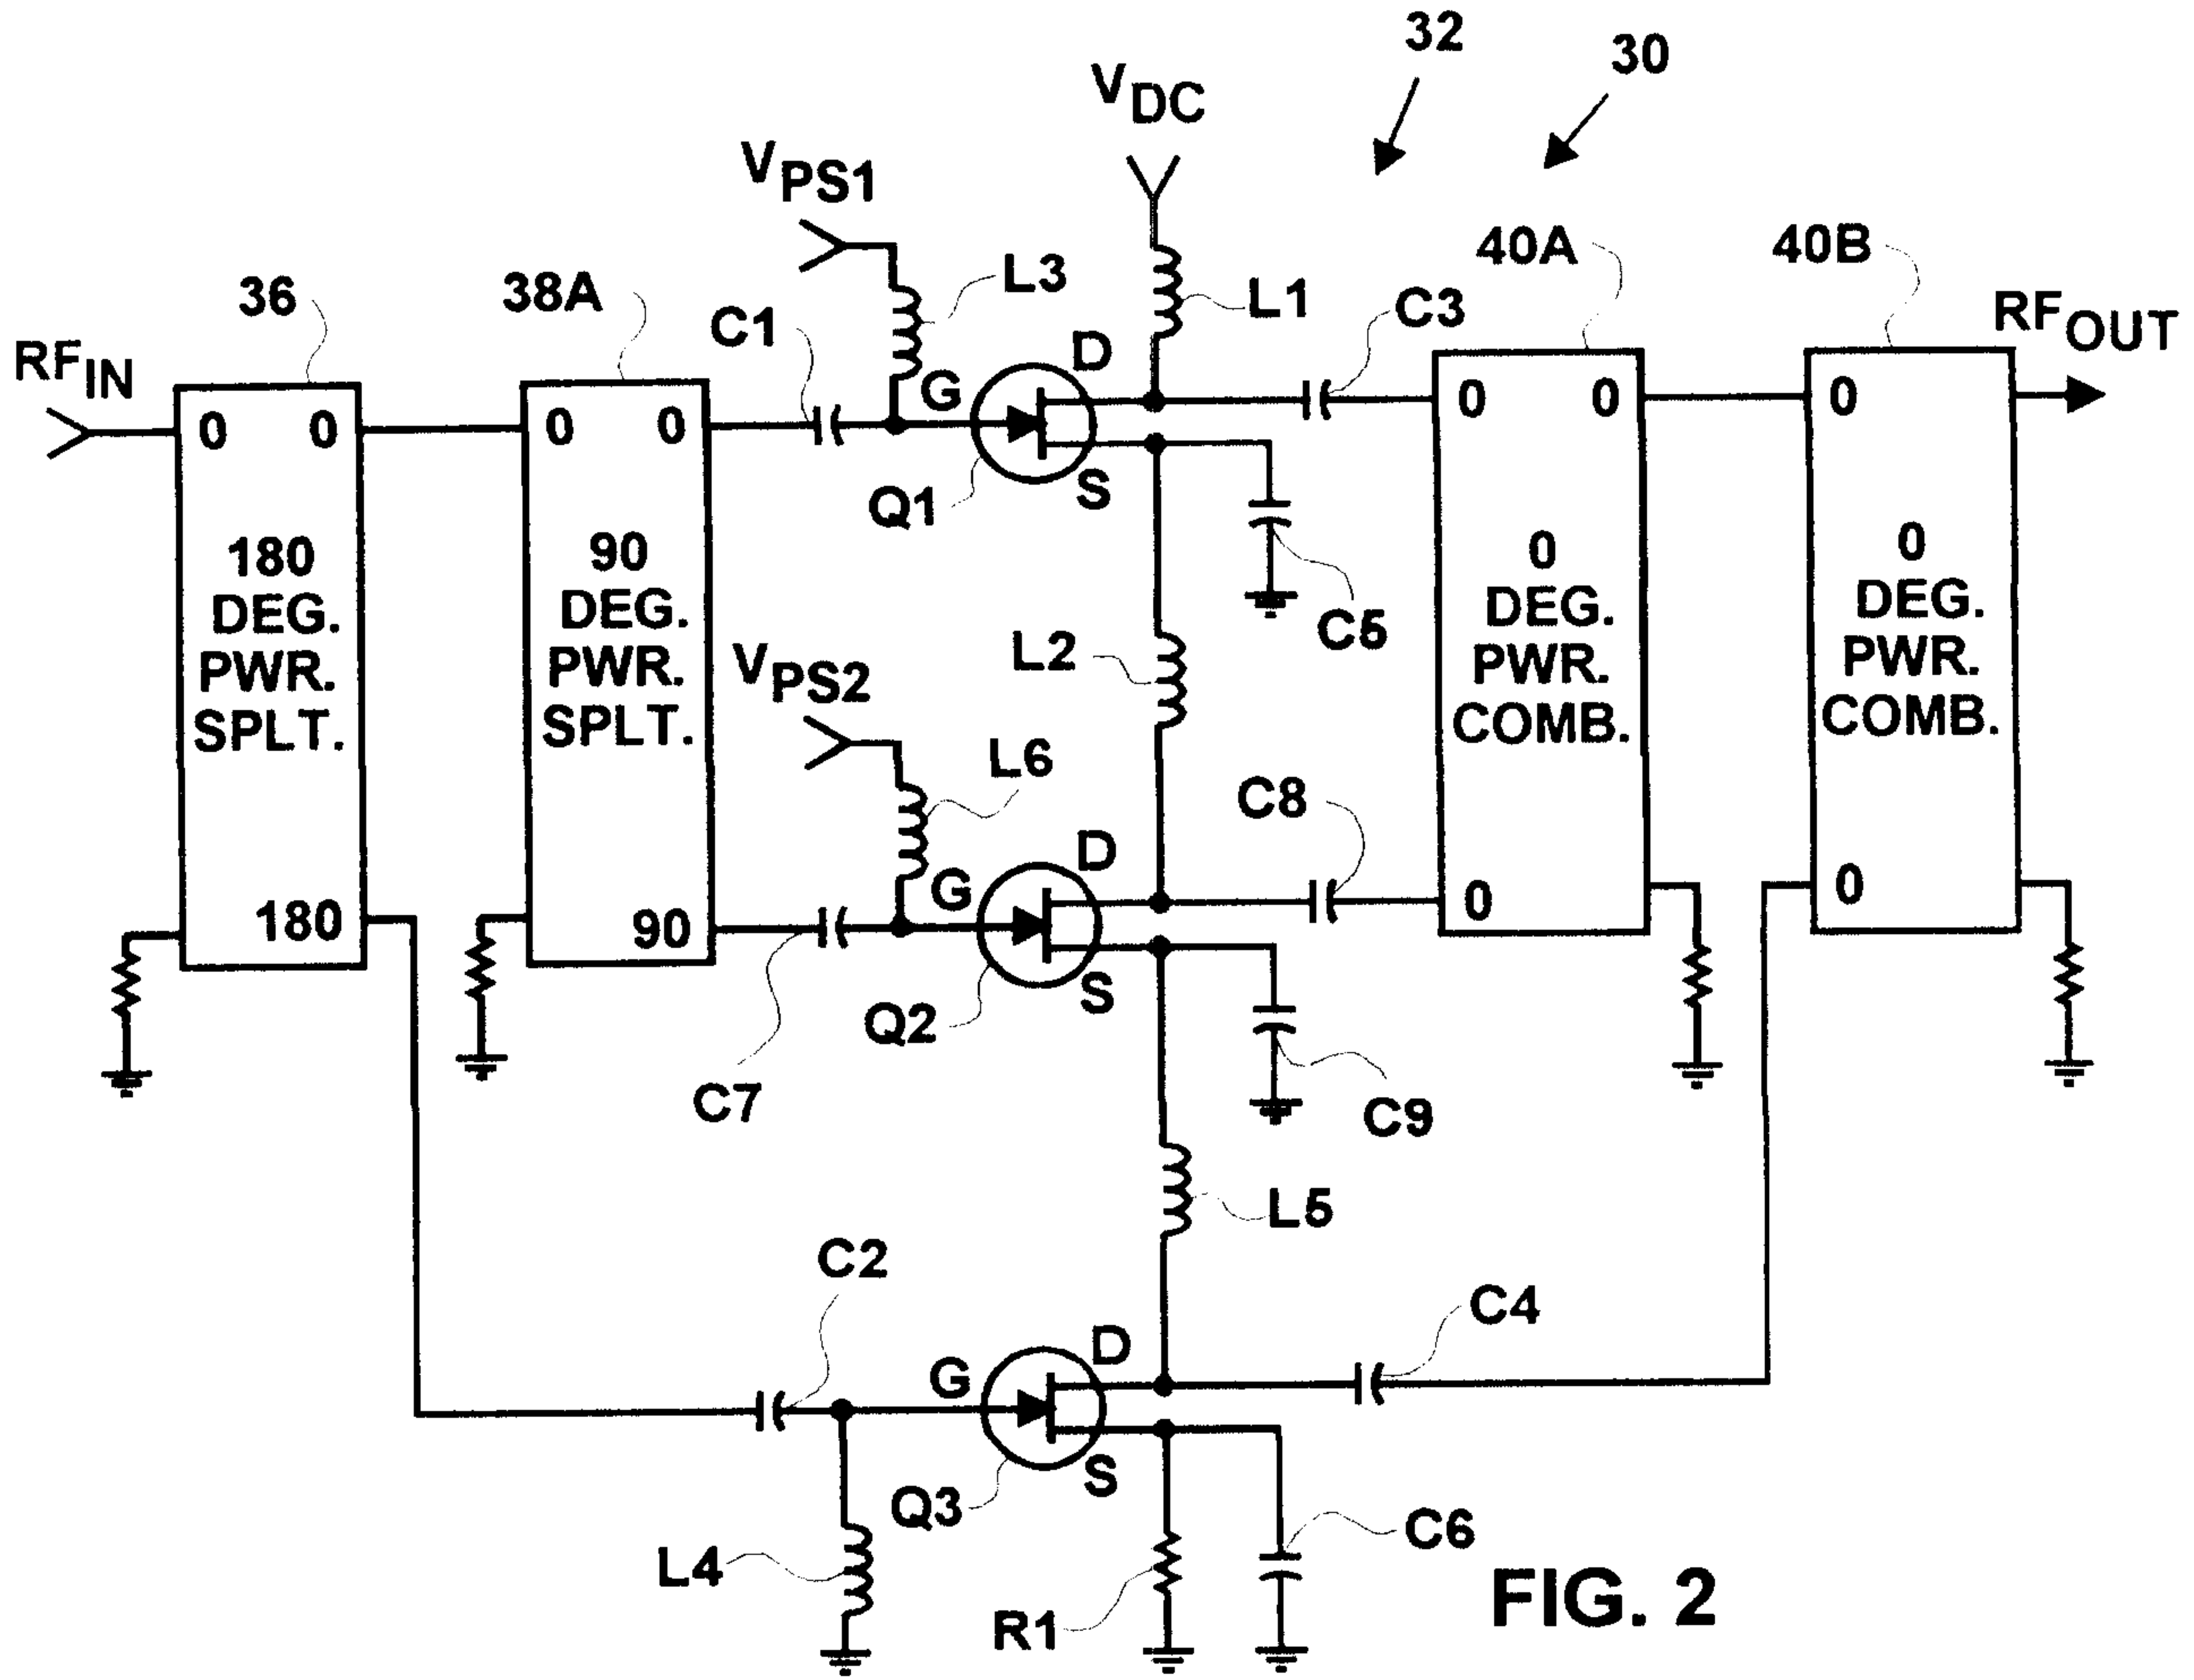 32
30
V_DC
V_PS1
40A
40B
36
38A
C1
L3
L1
C3
RF_IN
RF_OUT
D
G
0 0
0 0
0 0
0
Q1
S
180
DEG.
PWR.
SPLT.
90
DEG.
PWR.
SPLT.
C5
0
DEG.
PWR.
COMB.
0
DEG.
PWR.
COMB.
V_PS2
L2
L6
C8
D
G
180
90
0
0
Q2
S
C7
C9
L5
C2
C4
D
G
Q3
S
L4
R1
C6
FIG. 2